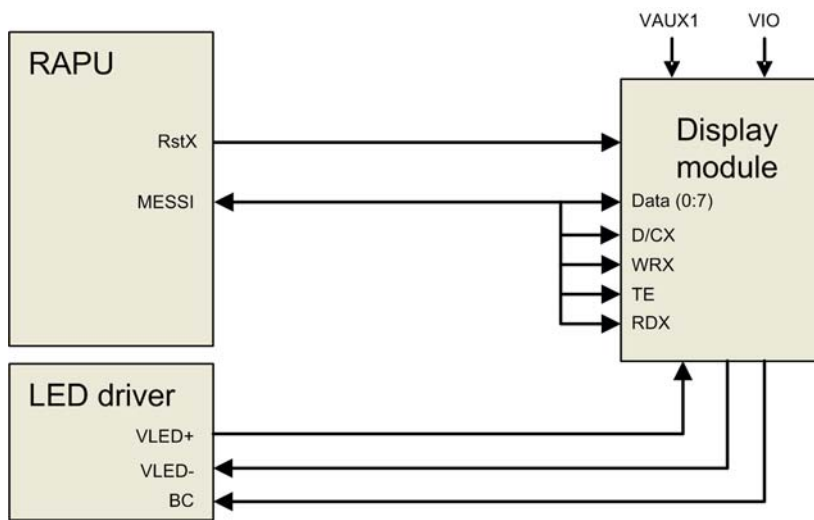 VAUX1 VIO
RAPU
RstX
MESSI
Display
module
Data (0:7)
D/CX
WRX
TE
RDX
LED driver
VLED+
VLED-
BC